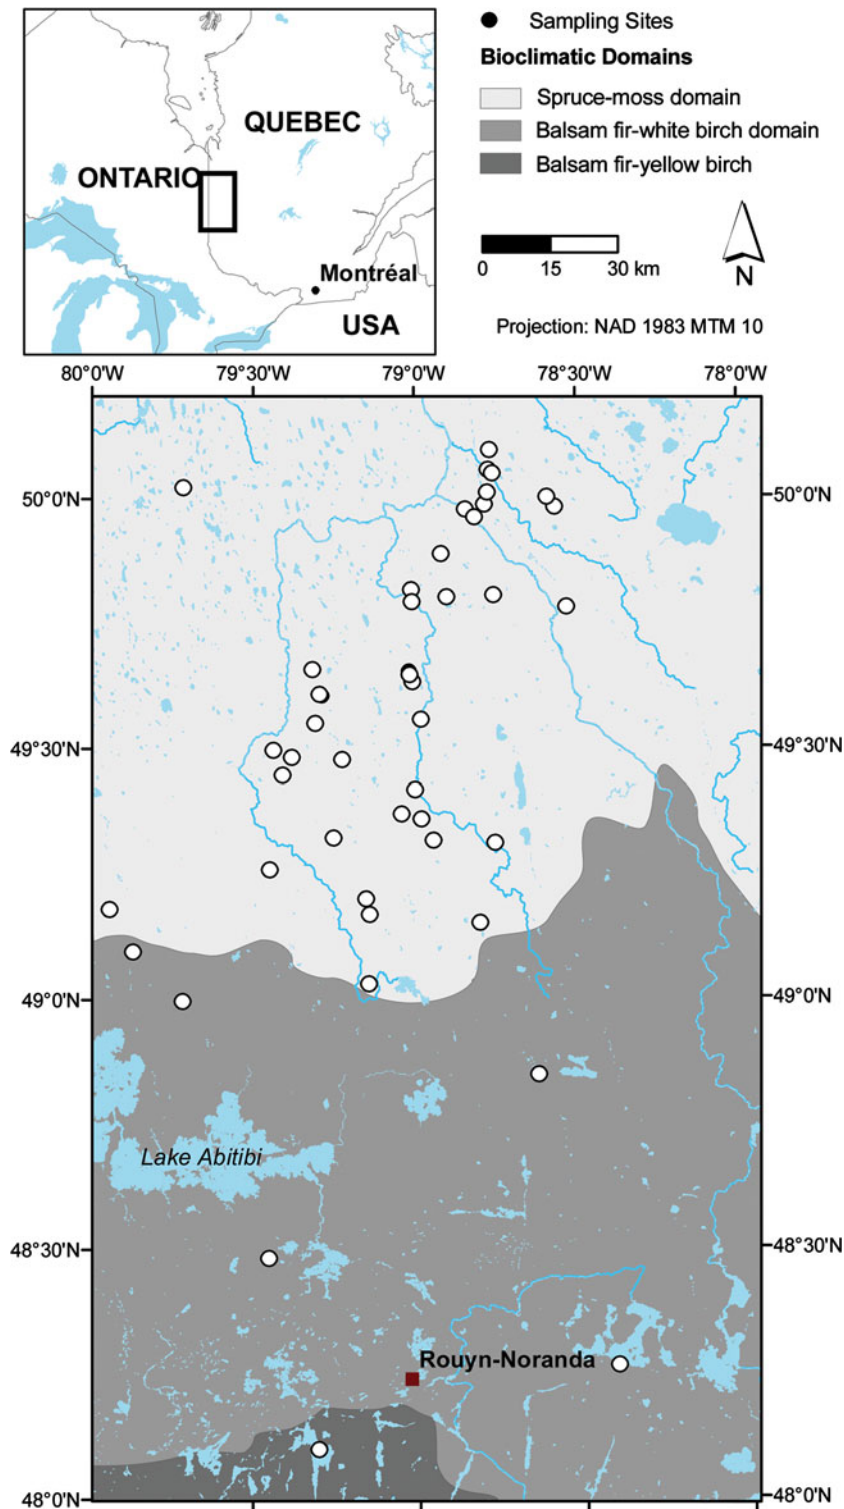 QUEBEC
ONTARIO
Montréal
USA
Sampling Sites
Bioclimatic Domains
Spruce-moss domain
Balsam fir-white birch domain
Balsam fir-yellow birch
0 15 30 km
N
Projection: NAD 1983 MTM 10
80°0'W 79°30'W 79°0'W 78°30'W 78°0'W
50°0'N 50°0'N
49°30'N 49°30'N
49°0'N 49°0'N
Lake Abitibi
48°30'N 48°30'N
Rouyn-Noranda
48°0'N 48°0'N